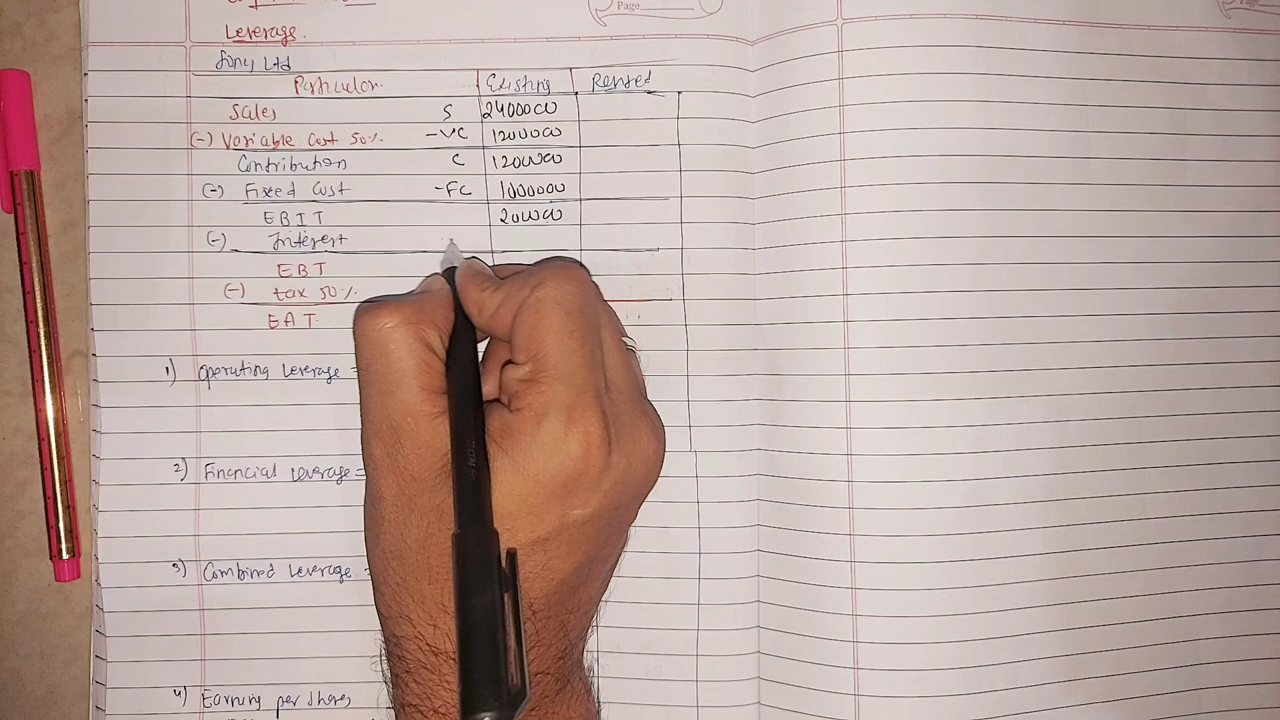 Page
Leverage.
Sony Ltd
Particular. Existing Revised
Sales S 2400000
(-) Variable Cost 50% -VC 1200000
Contribution C 1200000
(-) Fixed Cost -FC 1000000
EBIT 200000
(-) Interest
EBT
(-) tax 50%.
EAT.
1) Operating Leverage =
2) Financial Leverage =
3) Combined Leverage =
4) Earning per shares